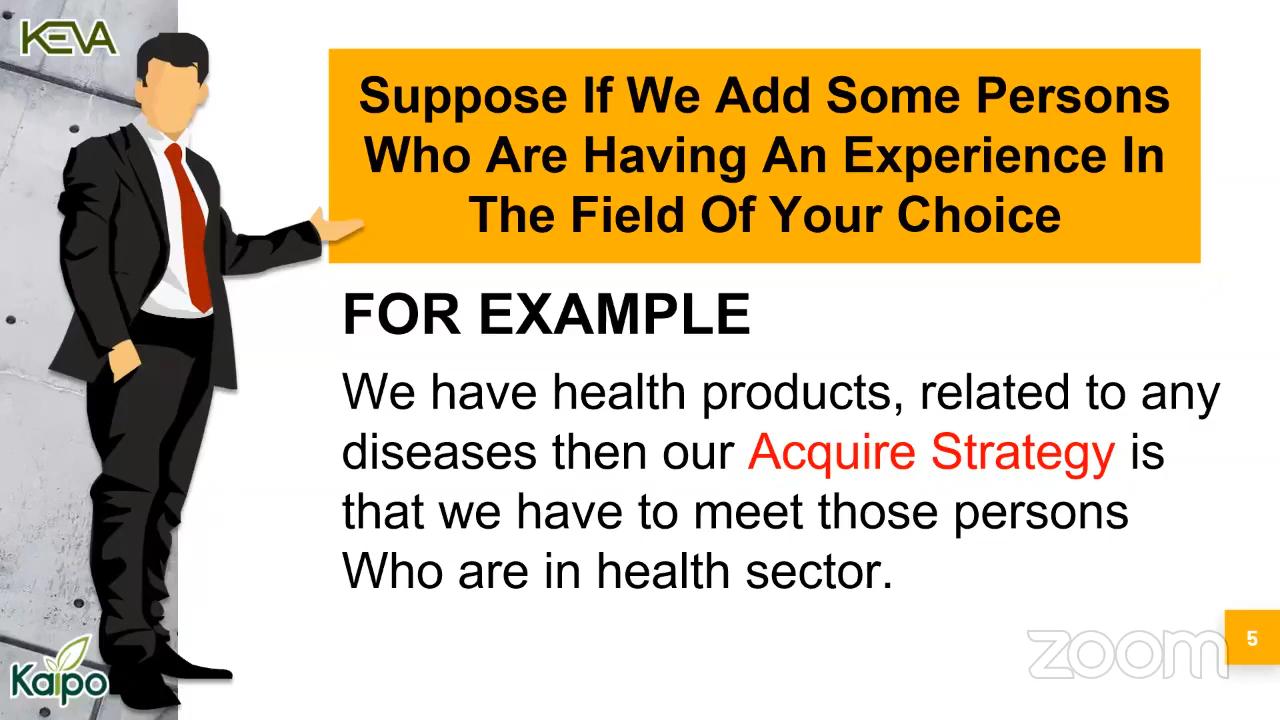 KEVA
Suppose If We Add Some Persons
Who Are Having An Experience In
The Field Of Your Choice
FOR EXAMPLE
We have health products, related to any
diseases then our Acquire Strategy is
that we have to meet those persons
Who are in health sector.
zoom
5
Kaipo